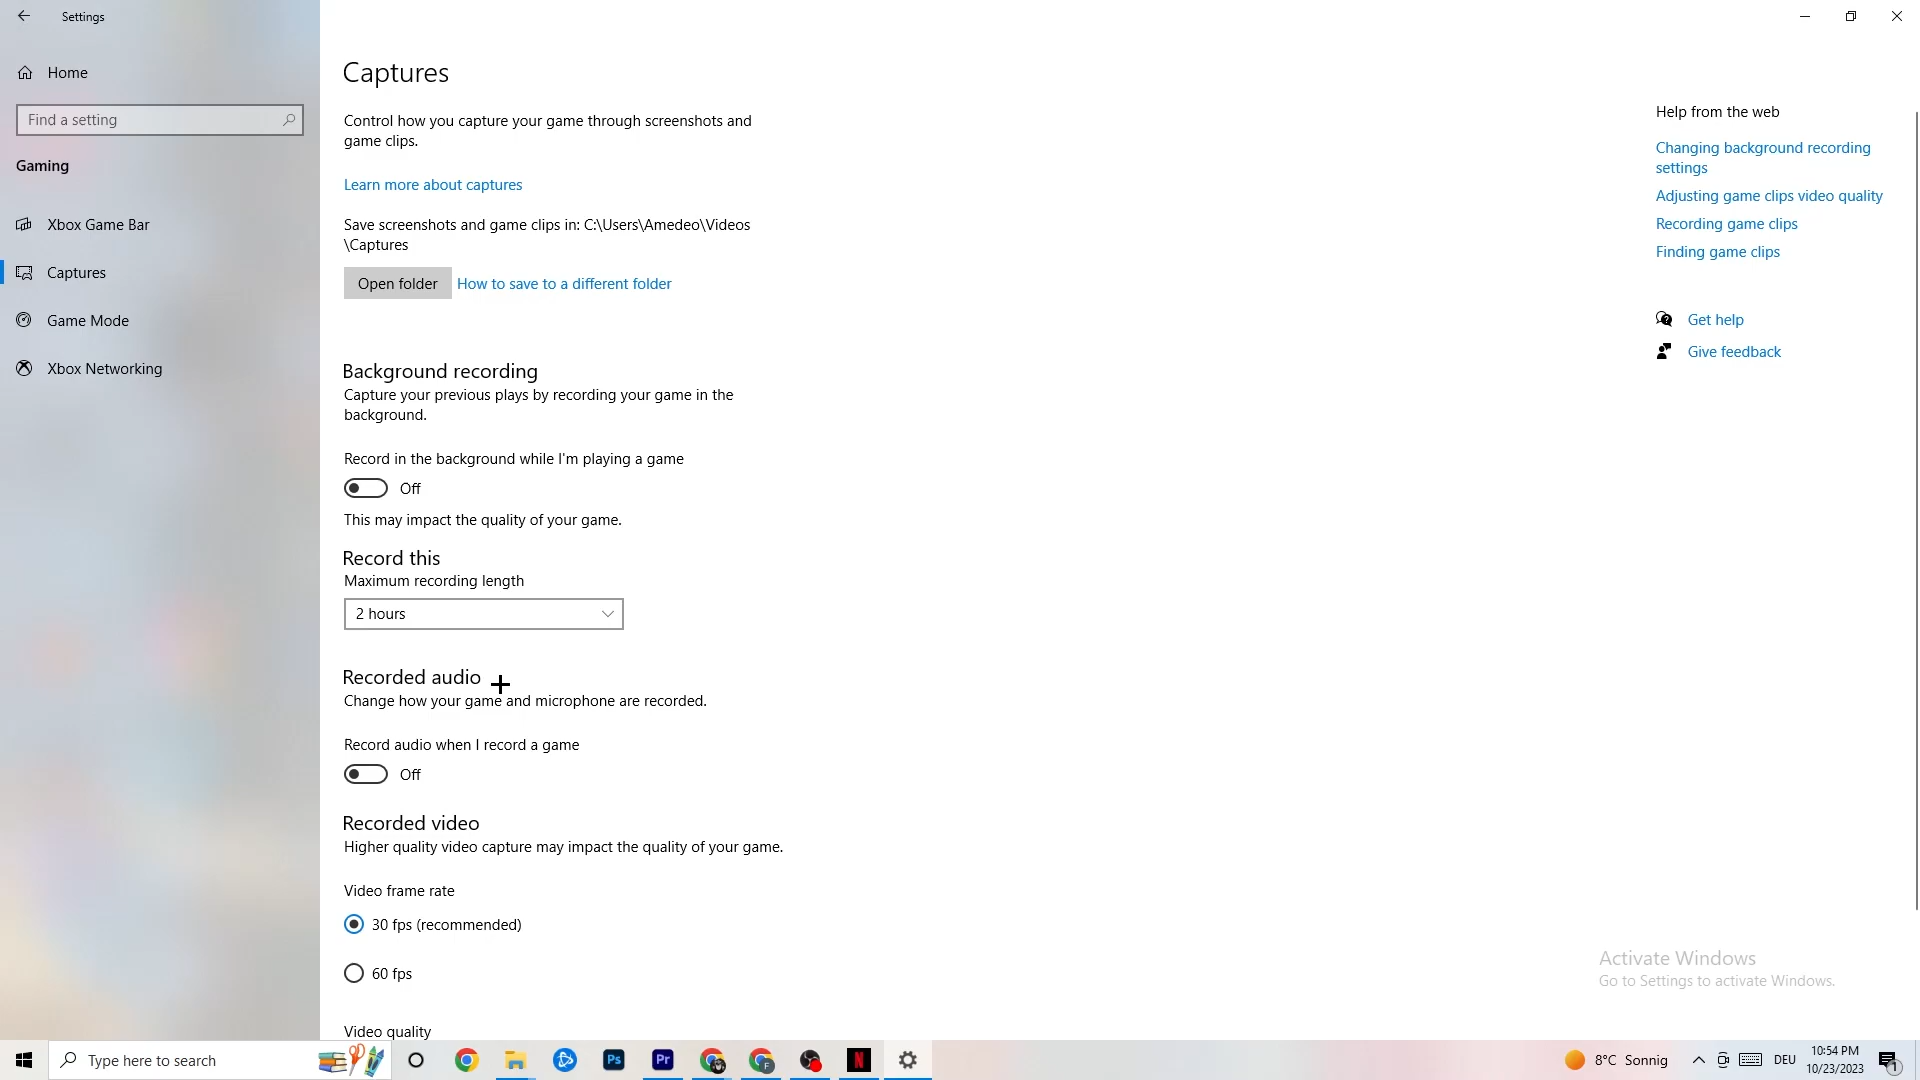 Settings
Home
Find a setting
Gaming
Xbox Game Bar
Captures
Game Mode
Xbox Networking
Captures
Control how you capture your game through screenshots and
game clips.
Learn more about captures
Save screenshots and game clips in: C:\Users\Amedeo\Videos
\Captures
Open folder How to save to a different folder
Background recording
Capture your previous plays by recording your game in the
background.
Record in the background while I'm playing a game
Off
This may impact the quality of your game.
Record this
Maximum recording length
2 hours
Recorded audio
Change how your game and microphone are recorded.
Record audio when I record a game
Off
Recorded video
Higher quality video capture may impact the quality of your game.
Video frame rate
30 fps (recommended)
60 fps
Video quality
Help from the web
Changing background recording
settings
Adjusting game clips video quality
Recording game clips
Finding game clips
Get help
Give feedback
Activate Windows
Go to Settings to activate Windows.
Type here to search
Ps
Pr
F
N
8°C Sonnig
DEU
10:54 PM
10/23/2023
1